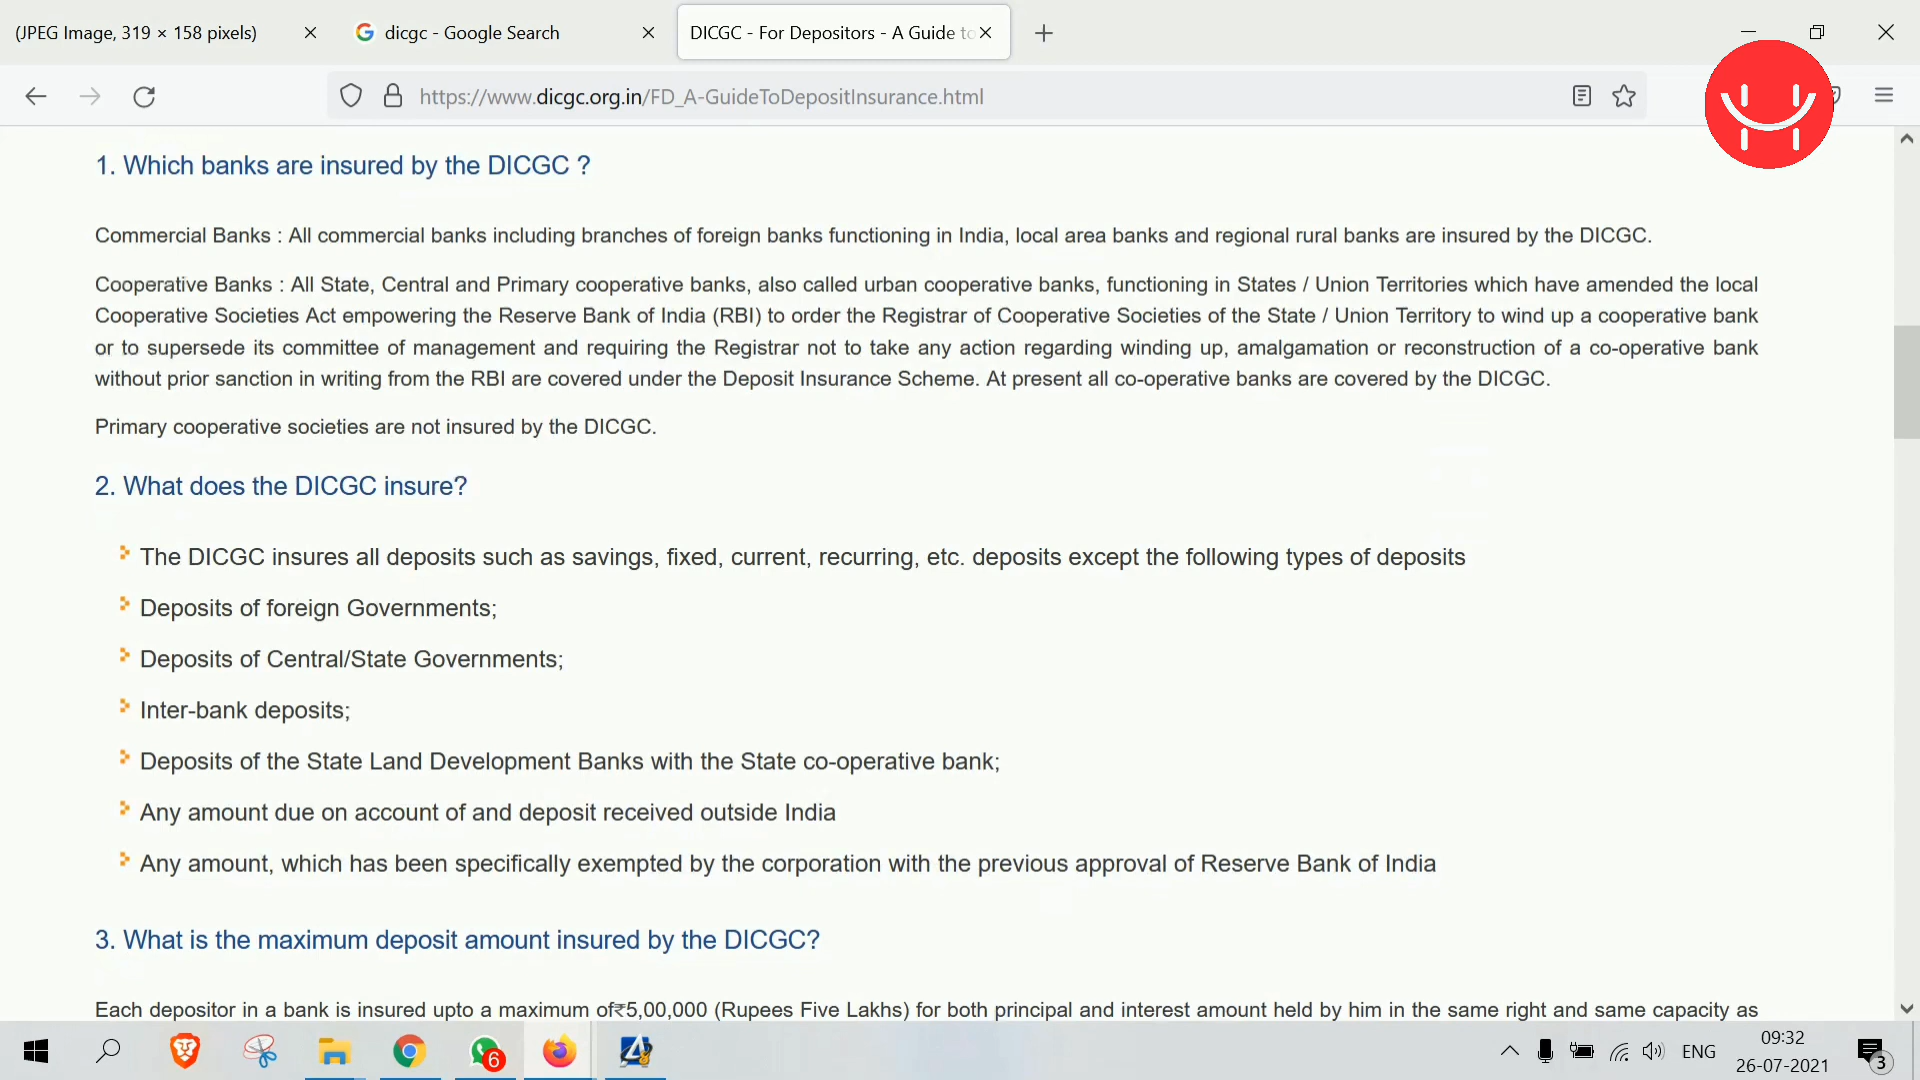 (JPEG Image, 319 × 158 pixels)
dicgc - Google Search
DICGC - For Depositors - A Guide to
https://www.dicgc.org.in/FD_A-GuideToDepositInsurance.html
1. Which banks are insured by the DICGC ?
Commercial Banks : All commercial banks including branches of foreign banks functioning in India, local area banks and regional rural banks are insured by the DICGC.
Cooperative Banks : All State, Central and Primary cooperative banks, also called urban cooperative banks, functioning in States / Union Territories which have amended the local
Cooperative Societies Act empowering the Reserve Bank of India (RBI) to order the Registrar of Cooperative Societies of the State / Union Territory to wind up a cooperative bank
or to supersede its committee of management and requiring the Registrar not to take any action regarding winding up, amalgamation or reconstruction of a co-operative bank
without prior sanction in writing from the RBI are covered under the Deposit Insurance Scheme. At present all co-operative banks are covered by the DICGC.
Primary cooperative societies are not insured by the DICGC.
2. What does the DICGC insure?
The DICGC insures all deposits such as savings, fixed, current, recurring, etc. deposits except the following types of deposits
Deposits of foreign Governments;
Deposits of Central/State Governments;
Inter-bank deposits;
Deposits of the State Land Development Banks with the State co-operative bank;
Any amount due on account of and deposit received outside India
Any amount, which has been specifically exempted by the corporation with the previous approval of Reserve Bank of India
3. What is the maximum deposit amount insured by the DICGC?
Each depositor in a bank is insured upto a maximum of₹5,00,000 (Rupees Five Lakhs) for both principal and interest amount held by him in the same right and same capacity as
6
ENG
09:32
26-07-2021
3